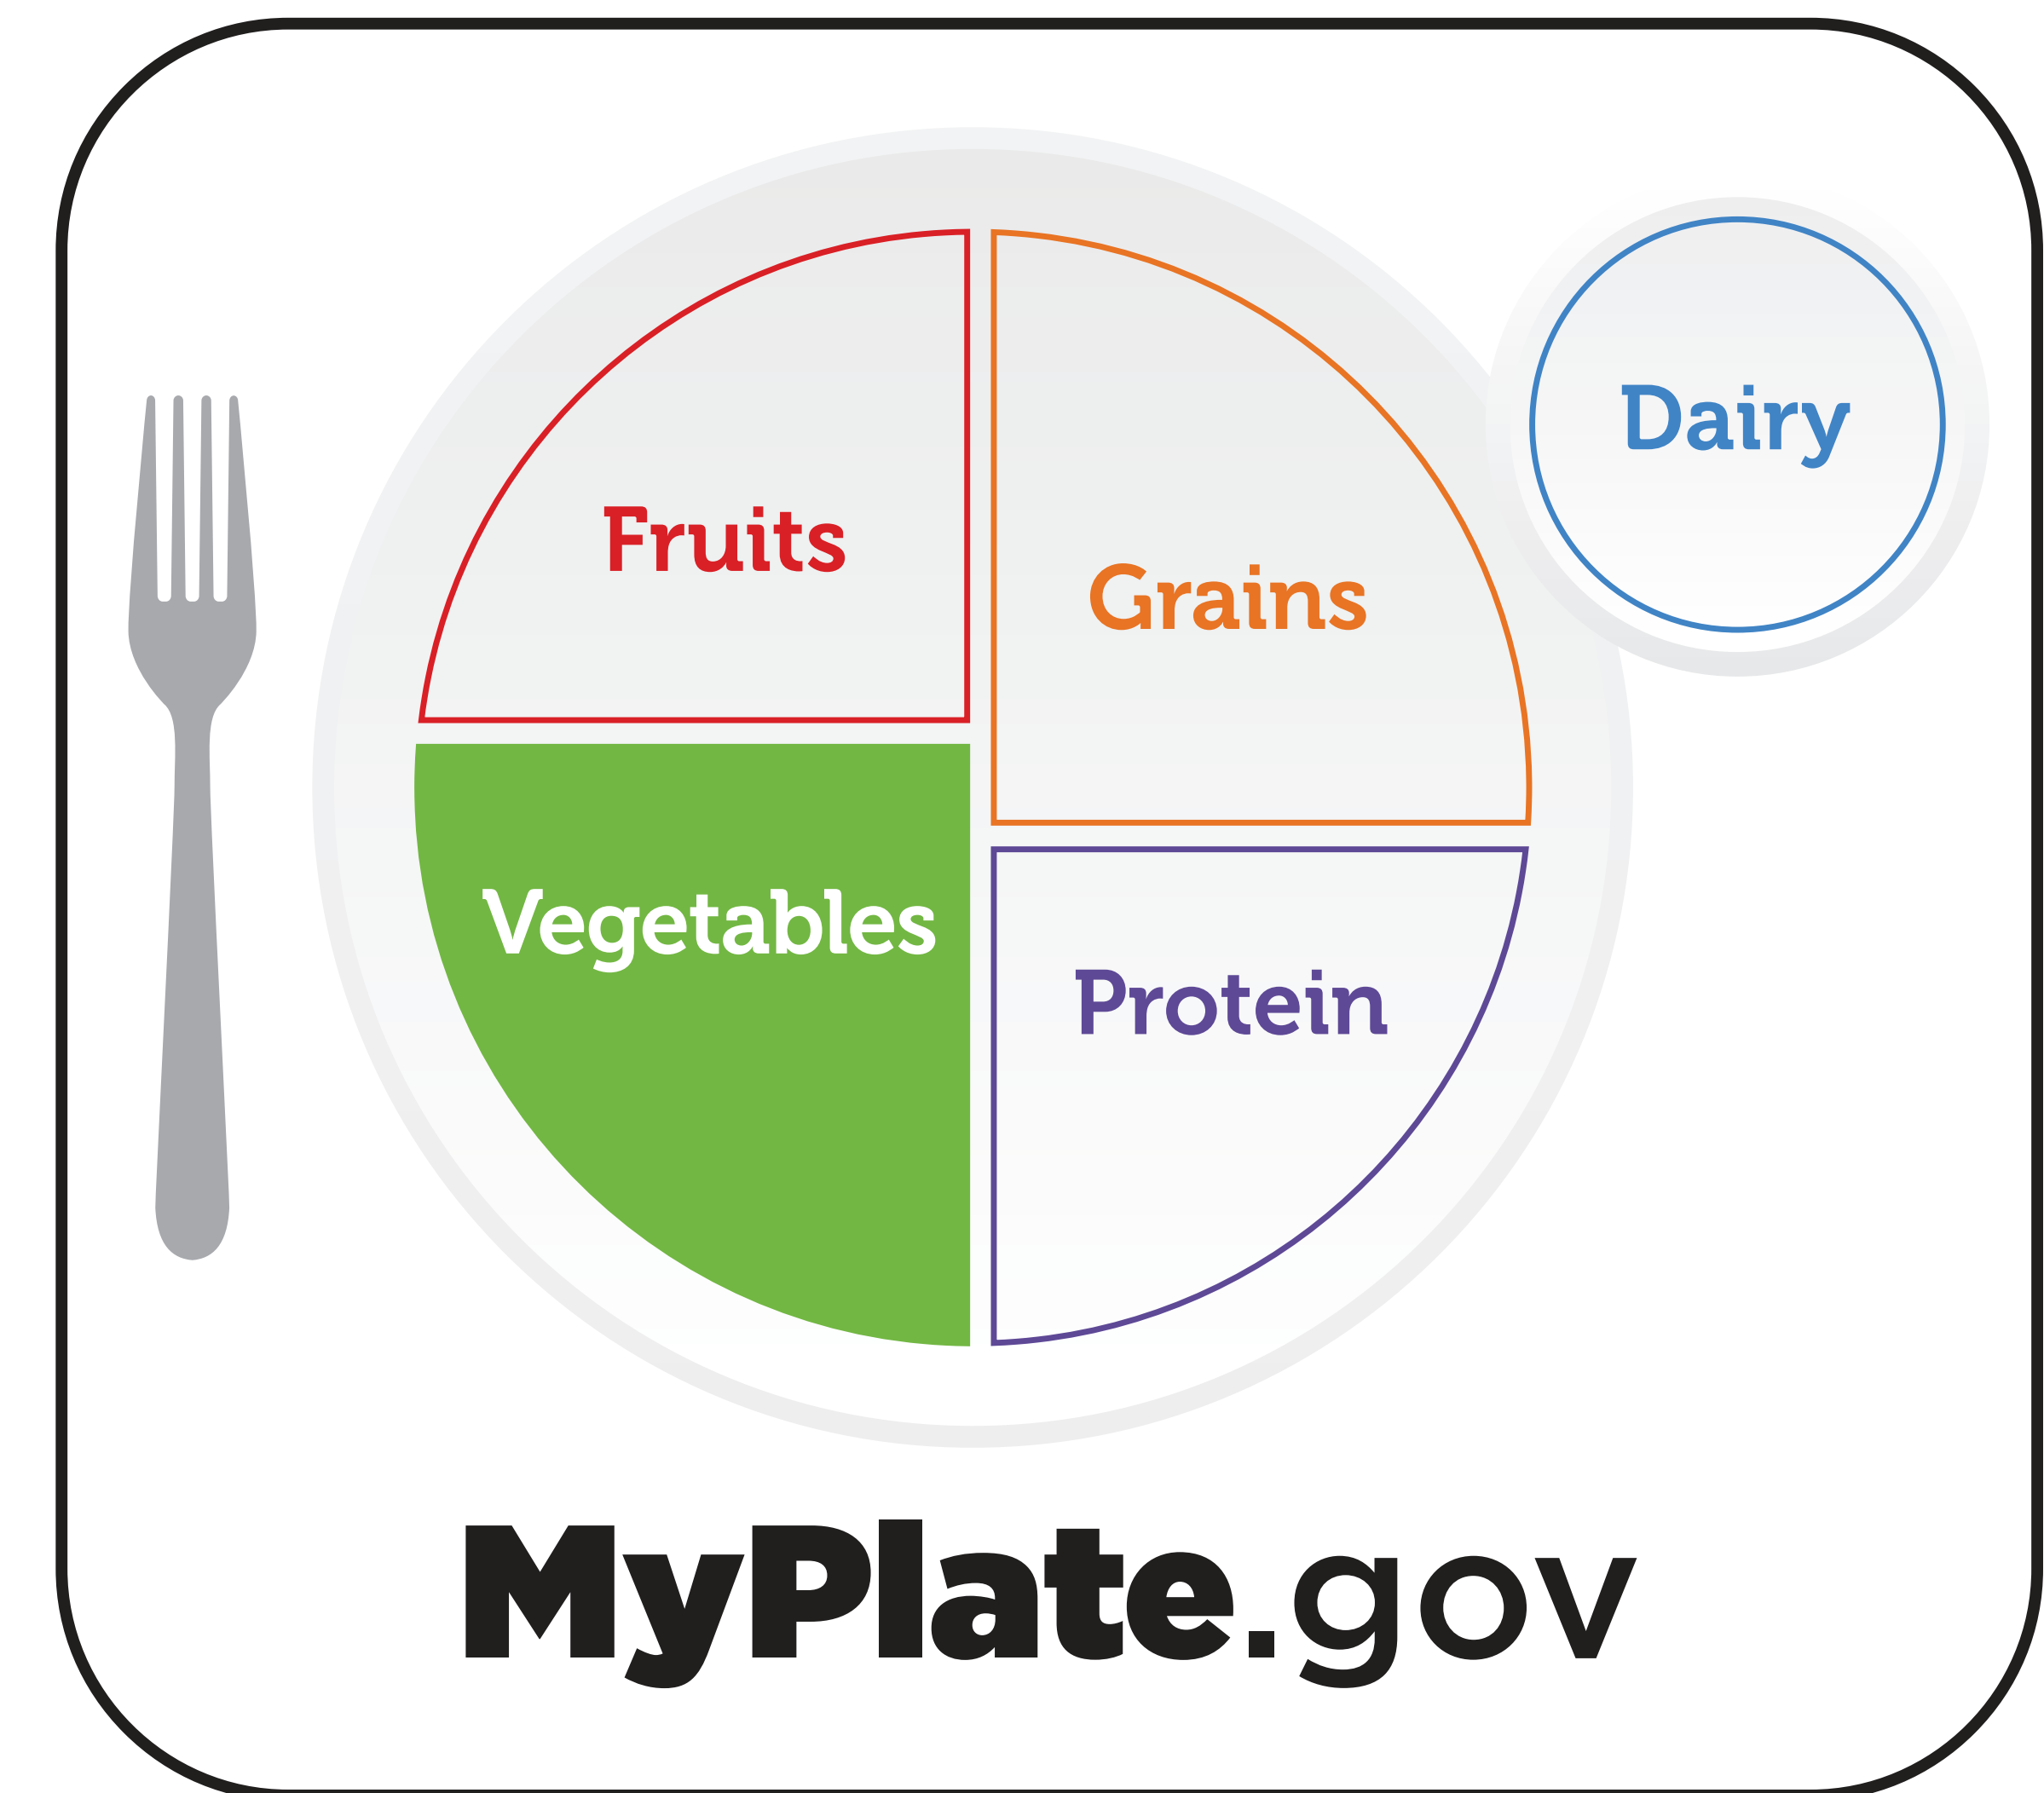 Fruits
Grains
Dairy
Vegetables
Protein
MyPlate.gov